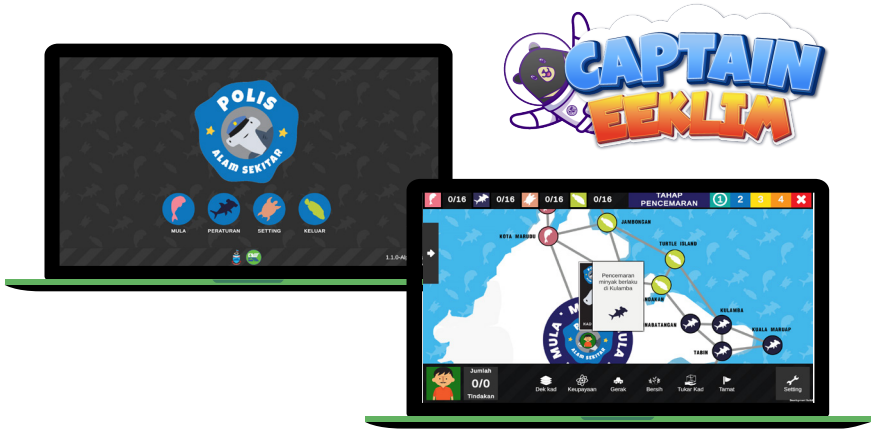 POLIS
ALAM SEKITAR
MULA
PERATURAN
SETTING
KELUAR
CAPTAIN
EEKLIM
0/16
0/16
0/16
0/16
TAHAP
PENCEMARAN
1
2
3
4
KOTA MARUDU
JAMBONGAN
TURTLE ISLAND
Pencemaran
minyak berlaku
di Kulamba
KULAMBA
KUALA MARUAP
TABIN
MULA
ALAM SEKITAR
Jumlah
0/0
Tindakan
Dek kad
Keupayaan
Gerak
Bersih
Tukar Kad
Tamat
Setting